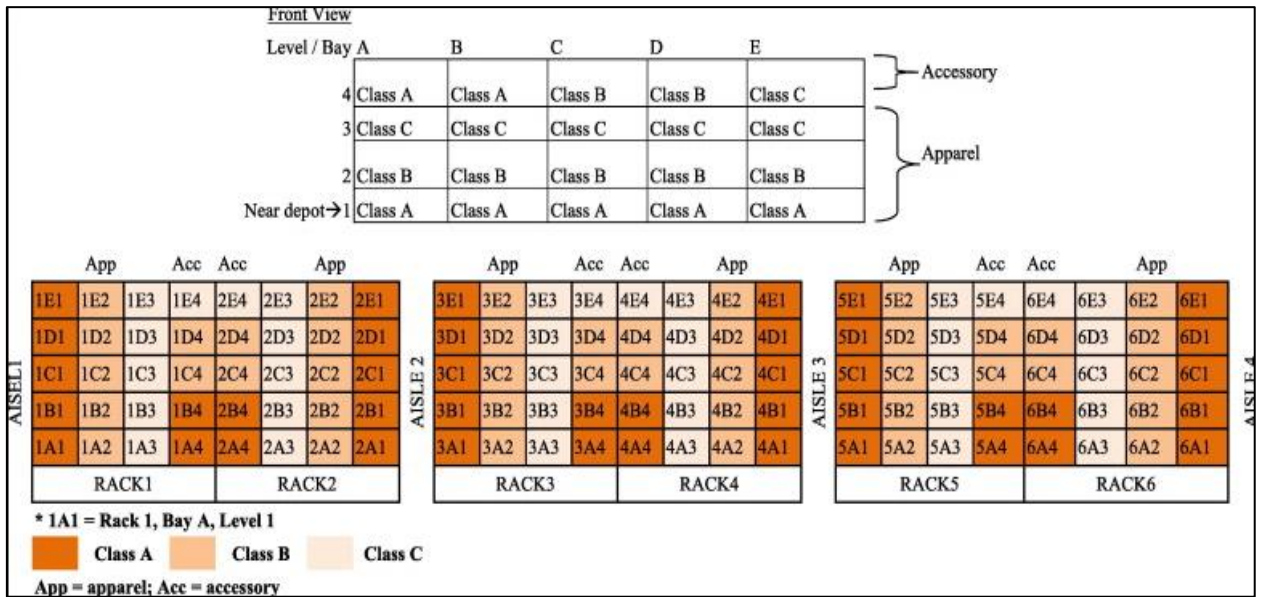 Front View
Level / Bay A B C D E
Accessory
4 Class A Class A Class B Class B Class C
3 Class C Class C Class C Class C Class C
Apparel
2 Class B Class B Class B Class B Class B
Near depot→1 Class A Class A Class A Class A Class A
App Acc Acc App App Acc Acc App App Acc Acc App
1E1 1E2 1E3 1E4 2E4 2E3 2E2 2E1 3E1 3E2 3E3 3E4 4E4 4E3 4E2 4E1 5E1 5E2 5E3 5E4 6E4 6E3 6E2 6E1
1D1 1D2 1D3 1D4 2D4 2D3 2D2 2D1 3D1 3D2 3D3 3D4 4D4 4D3 4D2 4D1 5D1 5D2 5D3 5D4 6D4 6D3 6D2 6D1
1C1 1C2 1C3 1C4 2C4 2C3 2C2 2C1 3C1 3C2 3C3 3C4 4C4 4C3 4C2 4C1 5C1 5C2 5C3 5C4 6C4 6C3 6C2 6C1
1B1 1B2 1B3 1B4 2B4 2B3 2B2 2B1 3B1 3B2 3B3 3B4 4B4 4B3 4B2 4B1 5B1 5B2 5B3 5B4 6B4 6B3 6B2 6B1
1A1 1A2 1A3 1A4 2A4 2A3 2A2 2A1 3A1 3A2 3A3 3A4 4A4 4A3 4A2 4A1 5A1 5A2 5A3 5A4 6A4 6A3 6A2 6A1
AISEL1
AISLE 2
AISLE 3
AISLE 4
RACK1 RACK2 RACK3 RACK4 RACK5 RACK6
* 1A1 = Rack 1, Bay A, Level 1
Class A Class B Class C
App = apparel; Acc = accessory